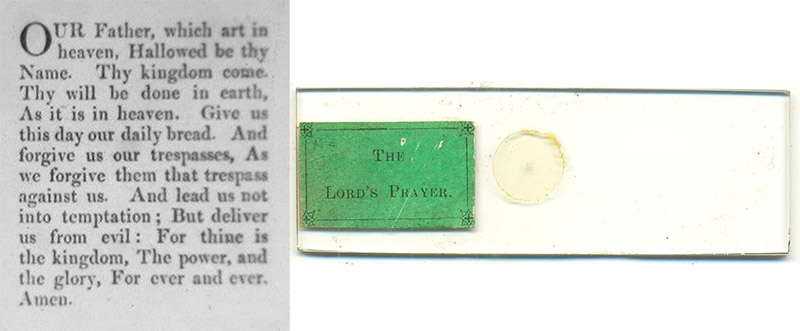 OUR Father, which art in
heaven, Hallowed be thy
Name. Thy kingdom come.
Thy will be done in earth,
As it is in heaven. Give us
this day our daily bread. And
forgive us our trespasses, As
we forgive them that trespass
against us. And lead us not
into temptation; But deliver
us from evil: For thine is
the kingdom, The power, and
the glory, For ever and ever.
Amen.
THE
LORD'S PRAYER.